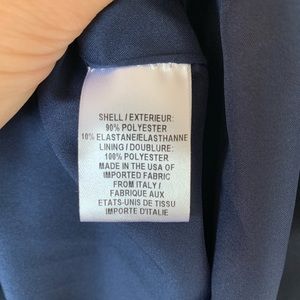 SHELL / EXTERIEUR:
90% POLYESTER
10% ELASTANE/ELASTHANNE
LINING / DOUBLURE:
100% POLYESTER
MADE IN THE USA OF
IMPORTED FABRIC
FROM ITALY /
FABRIQUE AUX
ETATS-UNIS DE TISSU
IMPORTE D'ITALIE